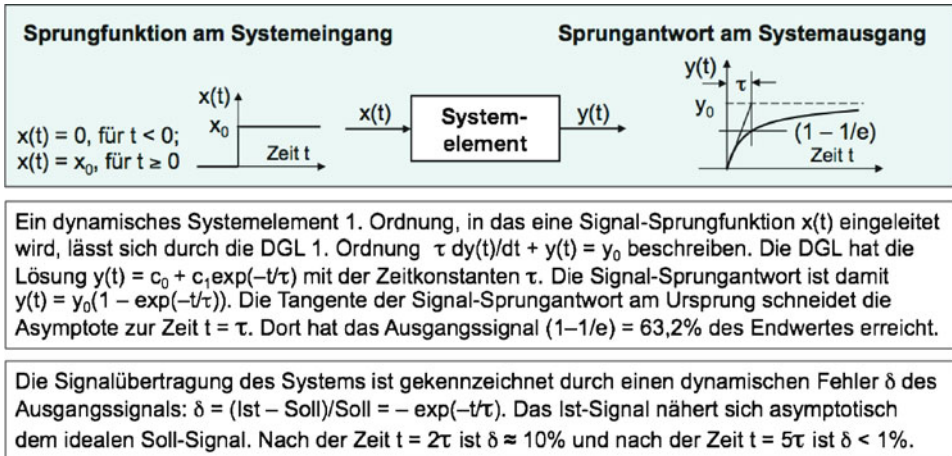 Sprungfunktion am Systemeingang
Sprungantwort am Systemausgang
x(t)
x₀
Zeit t
x(t) = 0, für t < 0;
x(t) = x₀, für t ≥ 0
x(t)
System-
element
y(t)
y(t)
τ
y₀
(1 – 1/e)
Zeit t
Ein dynamisches Systemelement 1. Ordnung, in das eine Signal-Sprungfunktion x(t) eingeleitet
wird, lässt sich durch die DGL 1. Ordnung τ dy(t)/dt + y(t) = y₀ beschreiben. Die DGL hat die
Lösung y(t) = c₀ + c₁exp(–t/τ) mit der Zeitkonstanten τ. Die Signal-Sprungantwort ist damit
y(t) = y₀(1 – exp(–t/τ)). Die Tangente der Signal-Sprungantwort am Ursprung schneidet die
Asymptote zur Zeit t = τ. Dort hat das Ausgangssignal (1–1/e) = 63,2% des Endwertes erreicht.
Die Signalübertragung des Systems ist gekennzeichnet durch einen dynamischen Fehler δ des
Ausgangssignals: δ = (Ist – Soll)/Soll = – exp(–t/τ). Das Ist-Signal nähert sich asymptotisch
dem idealen Soll-Signal. Nach der Zeit t = 2τ ist δ ≈ 10% und nach der Zeit t = 5τ ist δ < 1%.